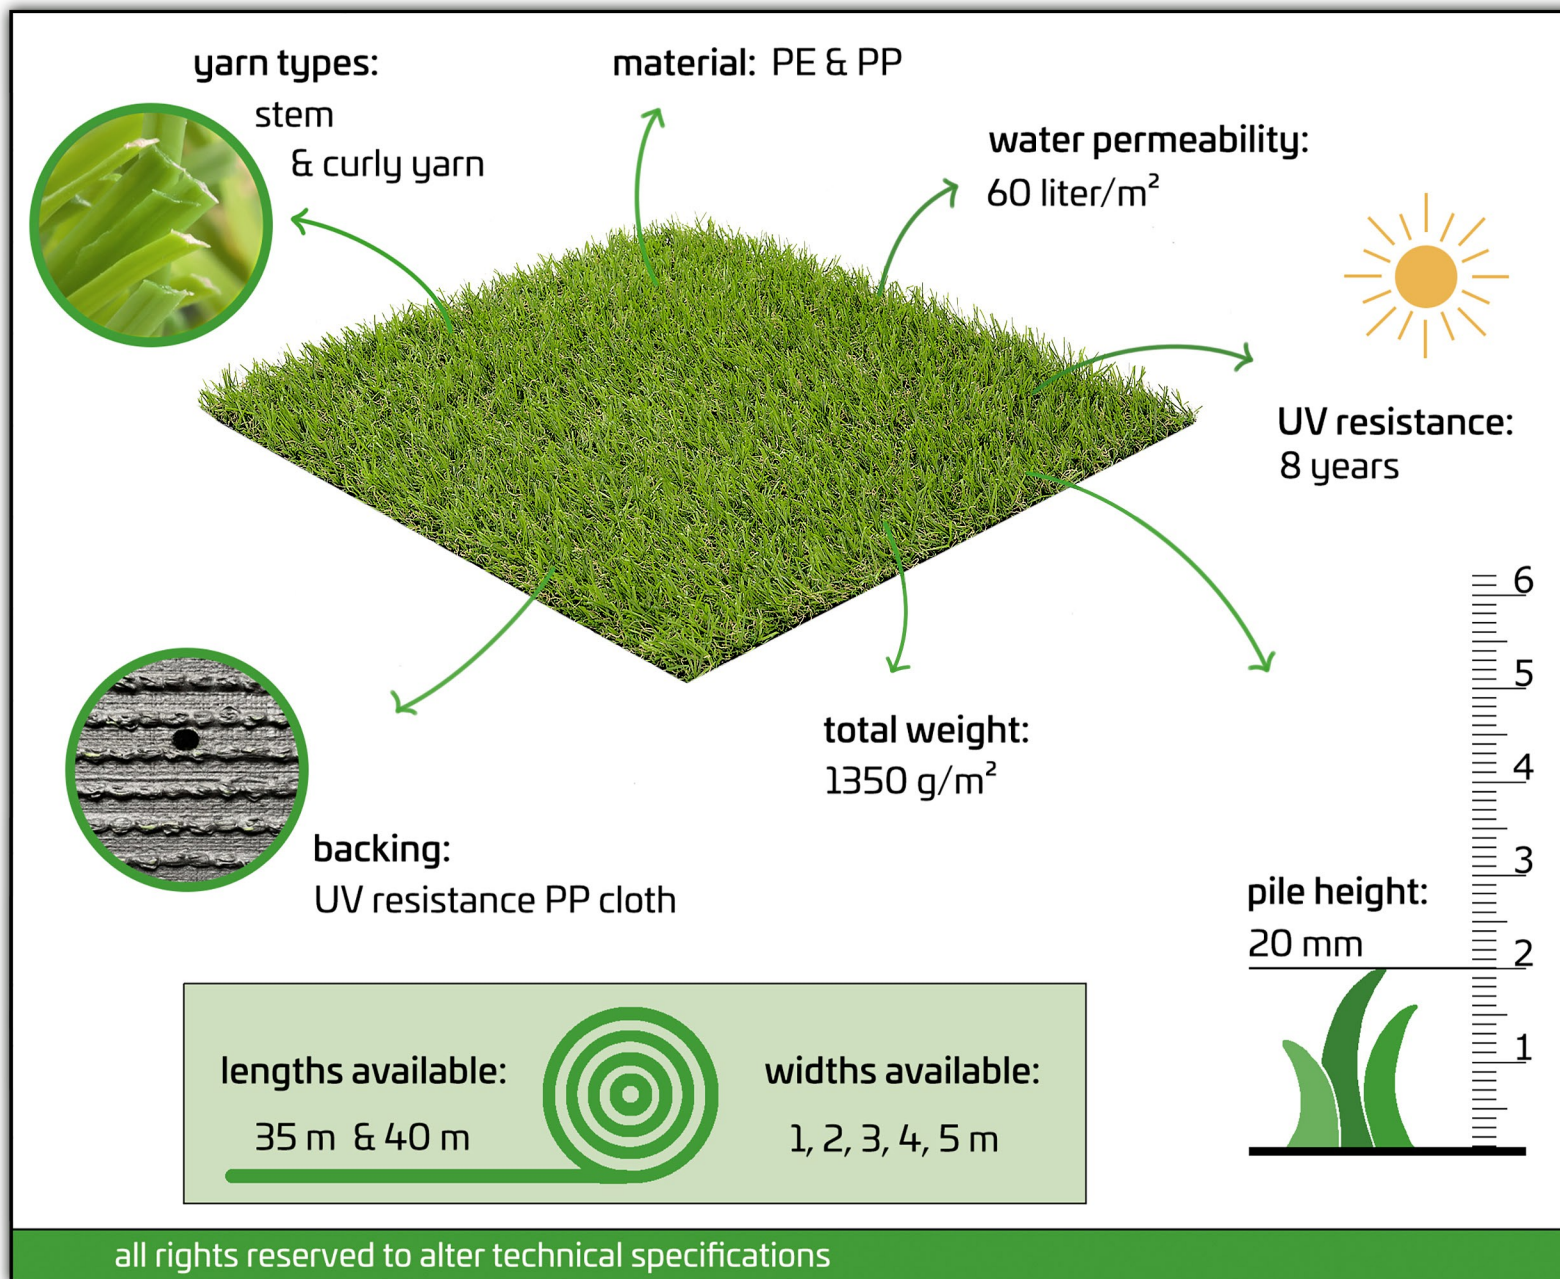 yarn types:
stem
& curly yarn
material: PE & PP
water permeability:
60 liter/m²
UV resistance:
8 years
total weight:
1350 g/m²
backing:
UV resistance PP cloth
pile height:
20 mm
6
5
4
3
2
1
lengths available:
35 m & 40 m
widths available:
1, 2, 3, 4, 5 m
all rights reserved to alter technical specifications